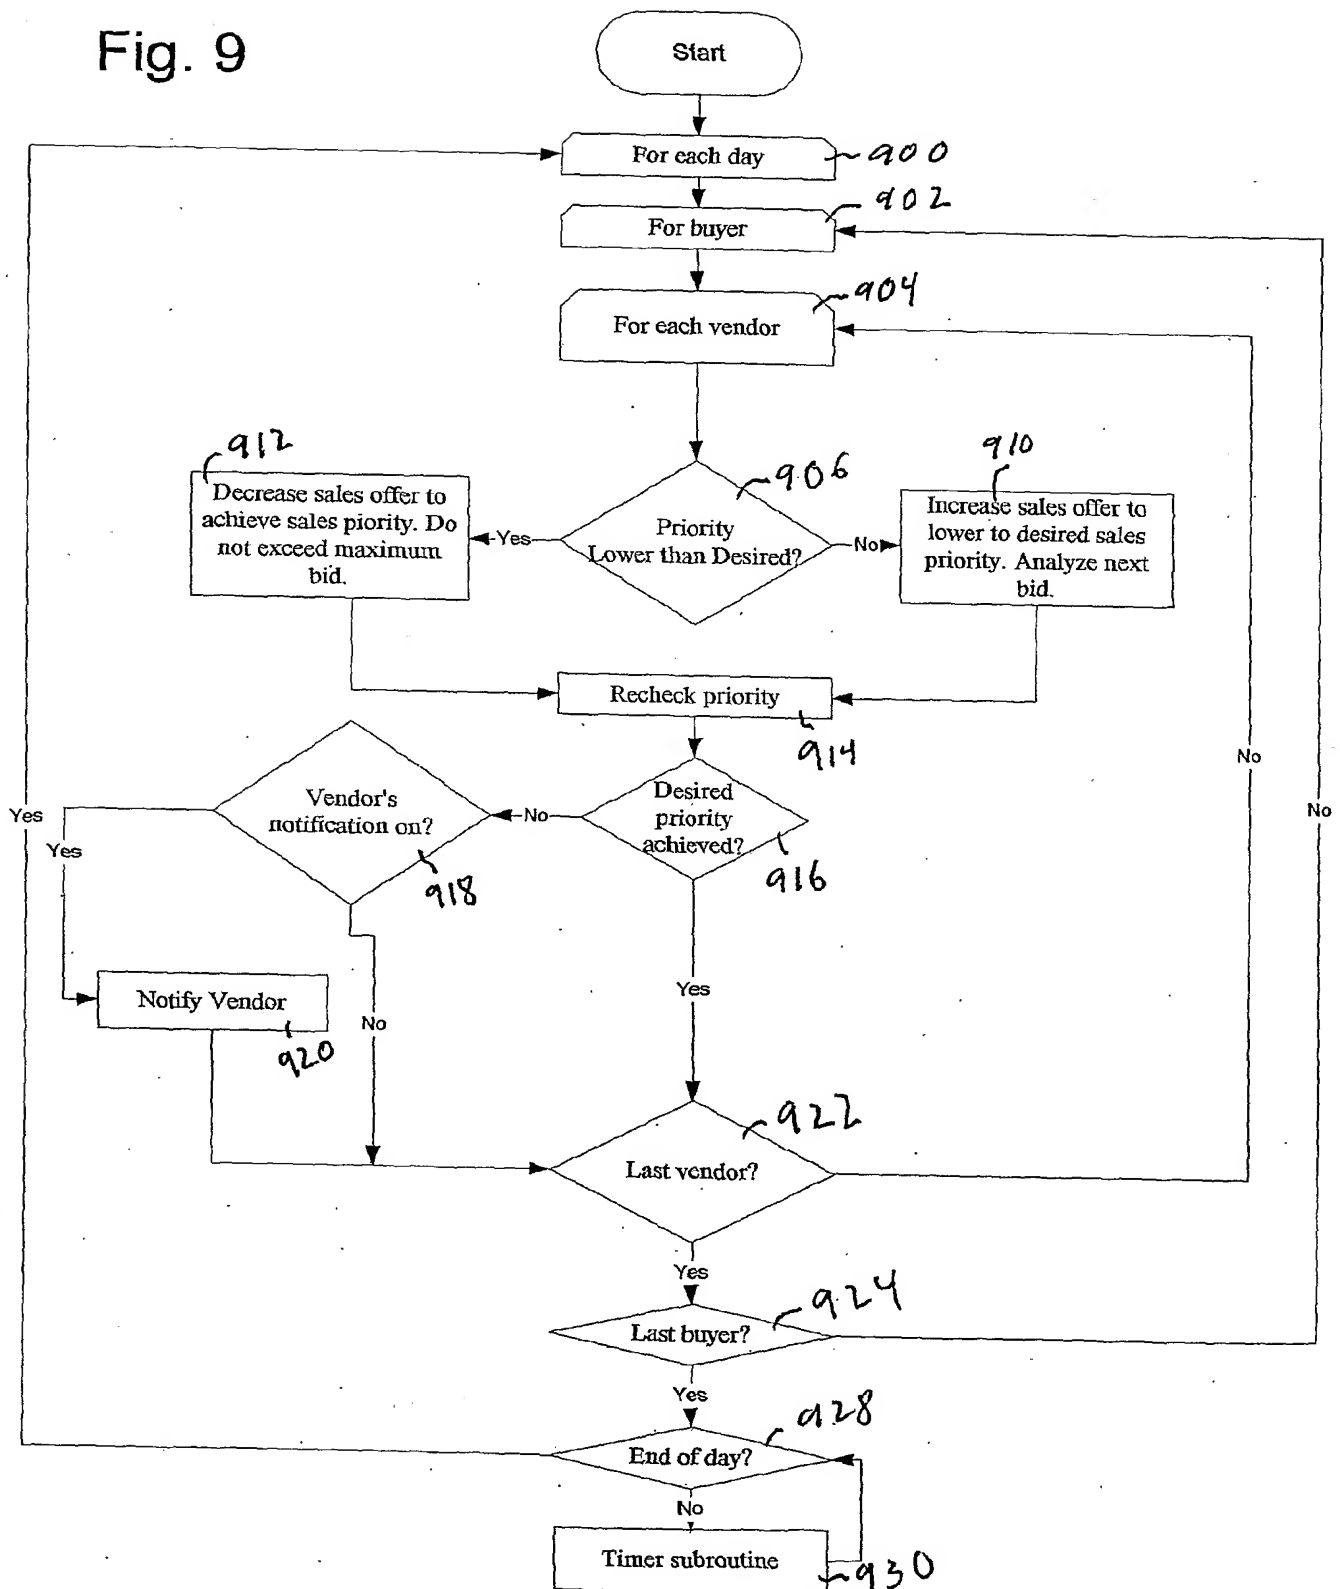 Fig. 9
Start
For each day
900
902
For buyer
904
For each vendor
912
910
906
Decrease sales offer to
achieve sales piority. Do
not exceed maximum
bid.
Yes
Priority
Lower than Desired?
No
Increase sales offer to
lower to desired sales
priority. Analyze next
bid.
Recheck priority
914
No
Desired
priority
achieved?
916
No
Vendor's
notification on?
918
Yes
Yes
No
Notify Vendor
920
No
Yes
922
Last vendor?
Yes
924
Last buyer?
Yes
928
End of day?
No
Timer subroutine
930